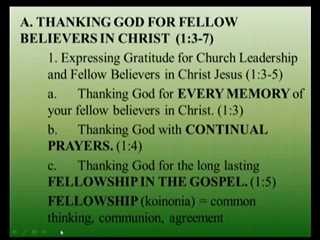 A. THANKING GOD FOR FELLOW
BELIEVERS IN CHRIST (1:3-7)
1. Expressing Gratitude for Church Leadership
and Fellow Believers in Christ Jesus (1:3-5)
a. Thanking God for EVERY MEMORY of
your fellow believers in Christ. (1:3)
b. Thanking God with CONTINUAL
PRAYERS. (1:4)
c. Thanking God for the long lasting
FELLOWSHIP IN THE GOSPEL. (1:5)
FELLOWSHIP (koinonia) = common
thinking, communion, agreement